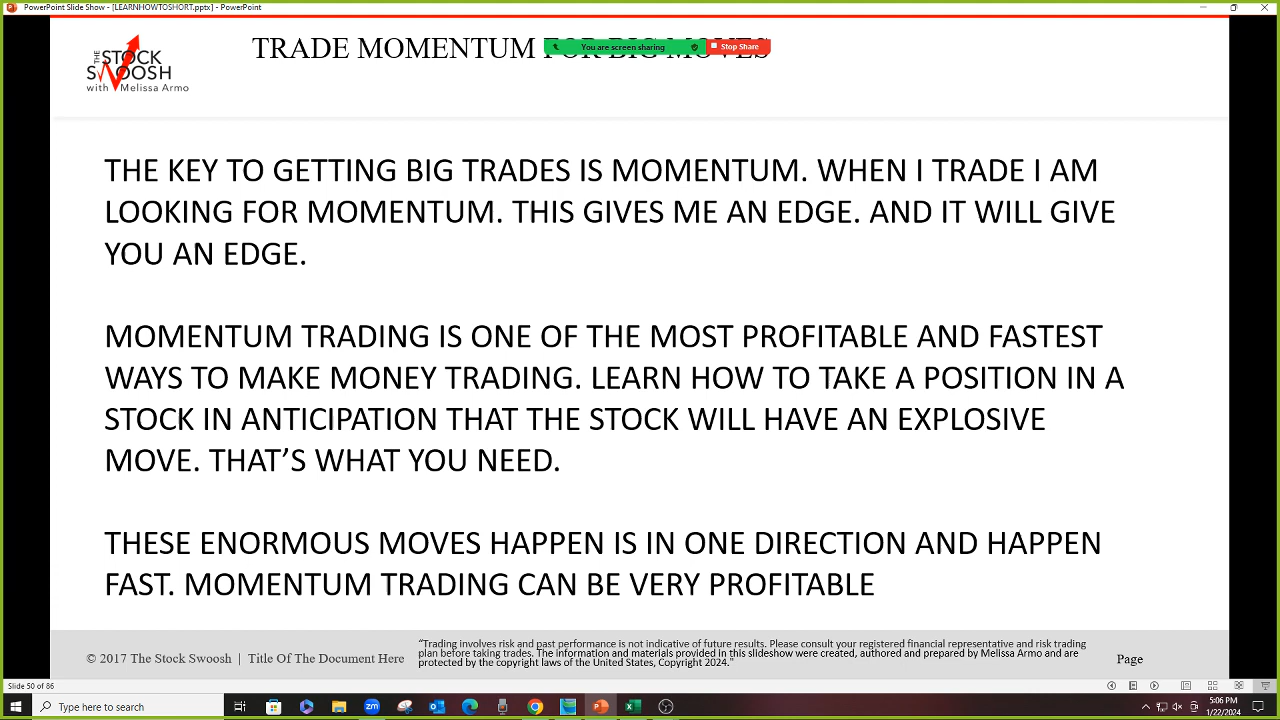 PowerPoint Slide Show - [LEARNHOWTOSHORT.pptx] - PowerPoint
THE STOCK SWOOSH
with Melissa Armo
TRADE MOMENTUM FOR BIG MOVES
You are screen sharing
Stop Share
THE KEY TO GETTING BIG TRADES IS MOMENTUM. WHEN I TRADE I AM
LOOKING FOR MOMENTUM. THIS GIVES ME AN EDGE. AND IT WILL GIVE
YOU AN EDGE.
MOMENTUM TRADING IS ONE OF THE MOST PROFITABLE AND FASTEST
WAYS TO MAKE MONEY TRADING. LEARN HOW TO TAKE A POSITION IN A
STOCK IN ANTICIPATION THAT THE STOCK WILL HAVE AN EXPLOSIVE
MOVE. THAT’S WHAT YOU NEED.
THESE ENORMOUS MOVES HAPPEN IS IN ONE DIRECTION AND HAPPEN
FAST. MOMENTUM TRADING CAN BE VERY PROFITABLE
© 2017 The Stock Swoosh | Title Of The Document Here
“Trading involves risk and past performance is not indicative of future results. Please consult your registered financial representative and risk trading
plan before taking trades. The information and materials provided in this slideshow were created, authored and prepared by Melissa Armo and are
protected by the copyright laws of the United States, Copyright 2024."
Page
Slide 50 of 86
Type here to search
5:06 PM
1/22/2024